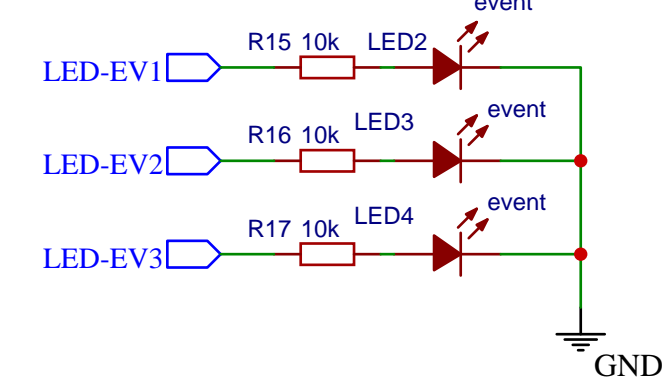 event
R15 10k LED2
LED-EV1
event
R16 10k LED3
LED-EV2
event
R17 10k LED4
LED-EV3
GND